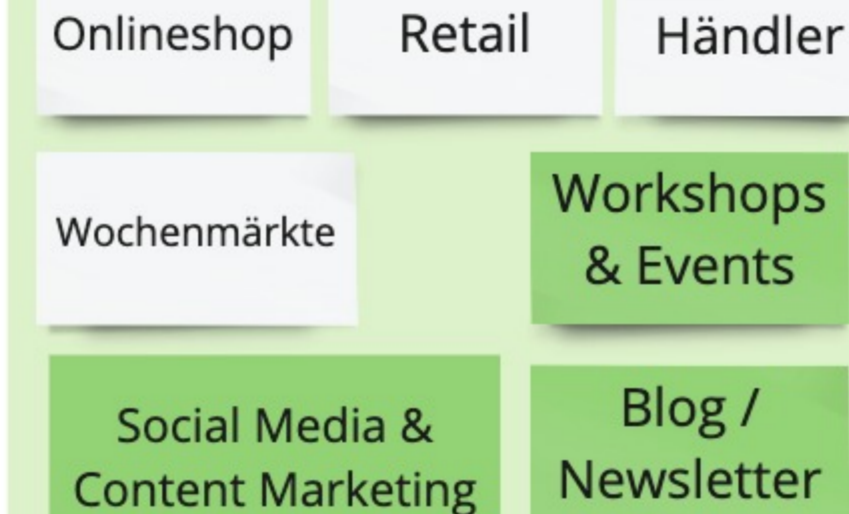 Onlineshop
Retail
Händler
Wochenmärkte
Workshops
& Events
Social Media &
Content Marketing
Blog /
Newsletter